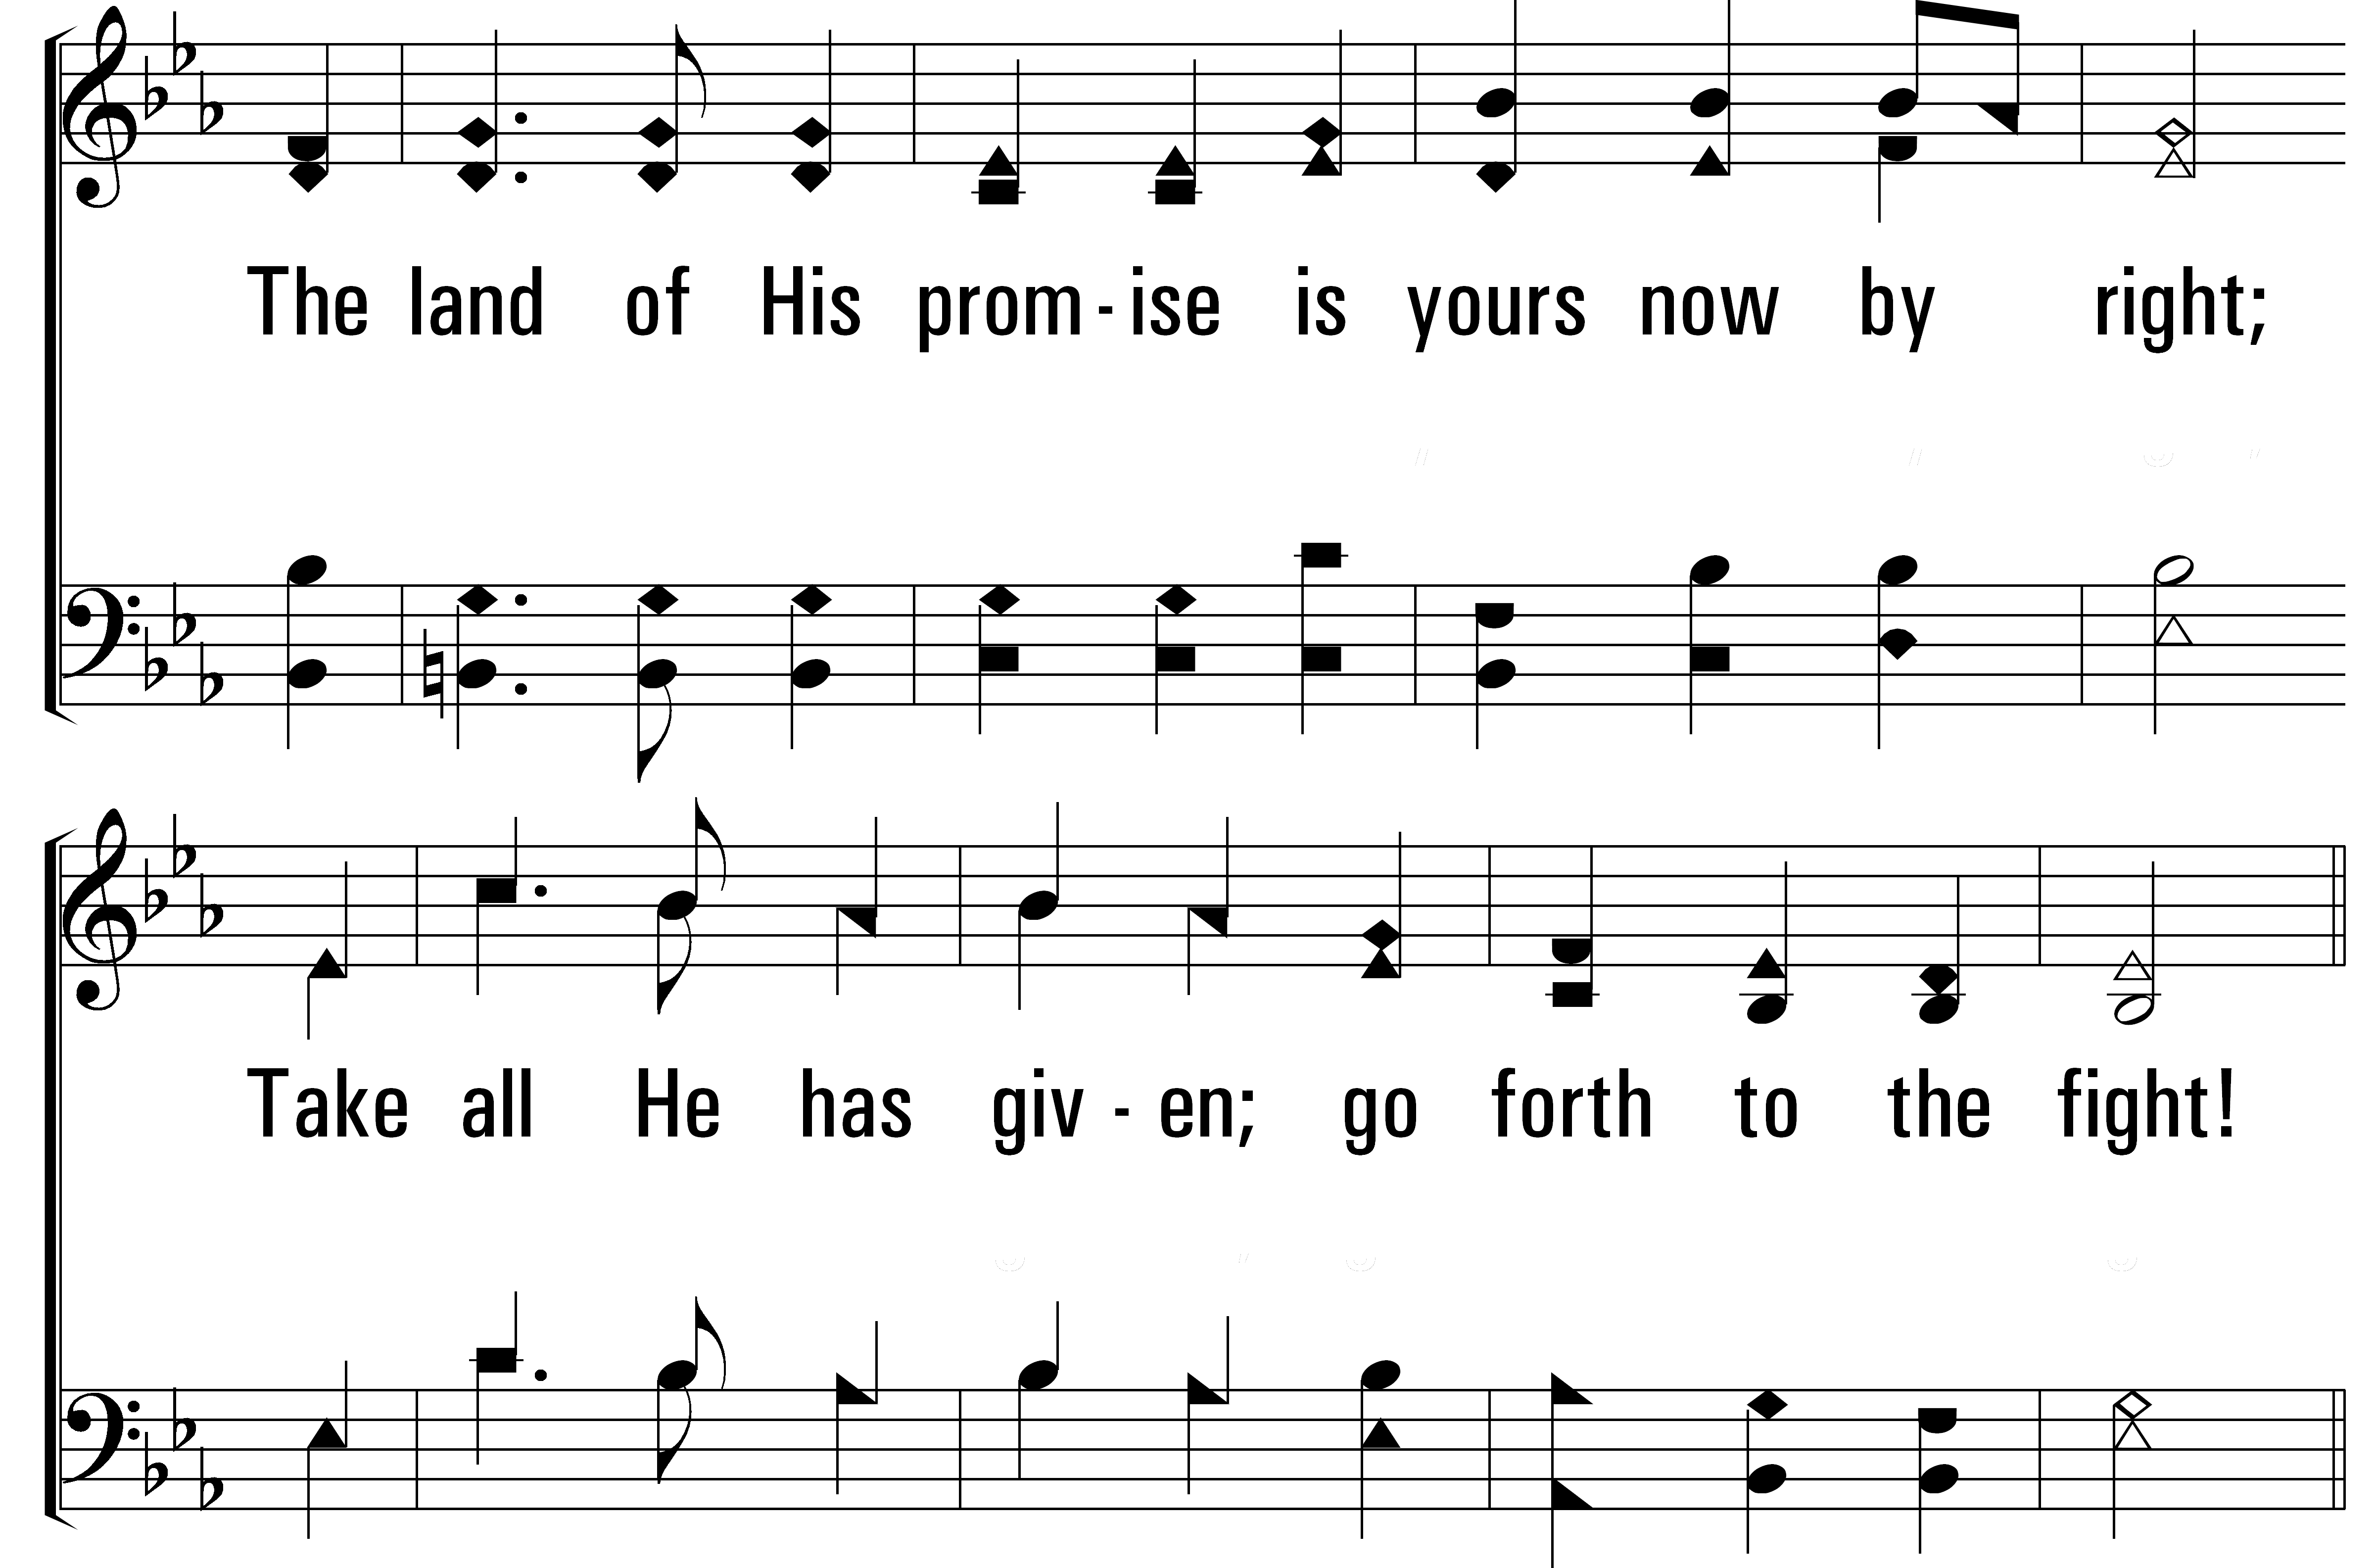 The land of His prom - ise is yours now by right;
Take all He has giv - en; go forth to the fight!